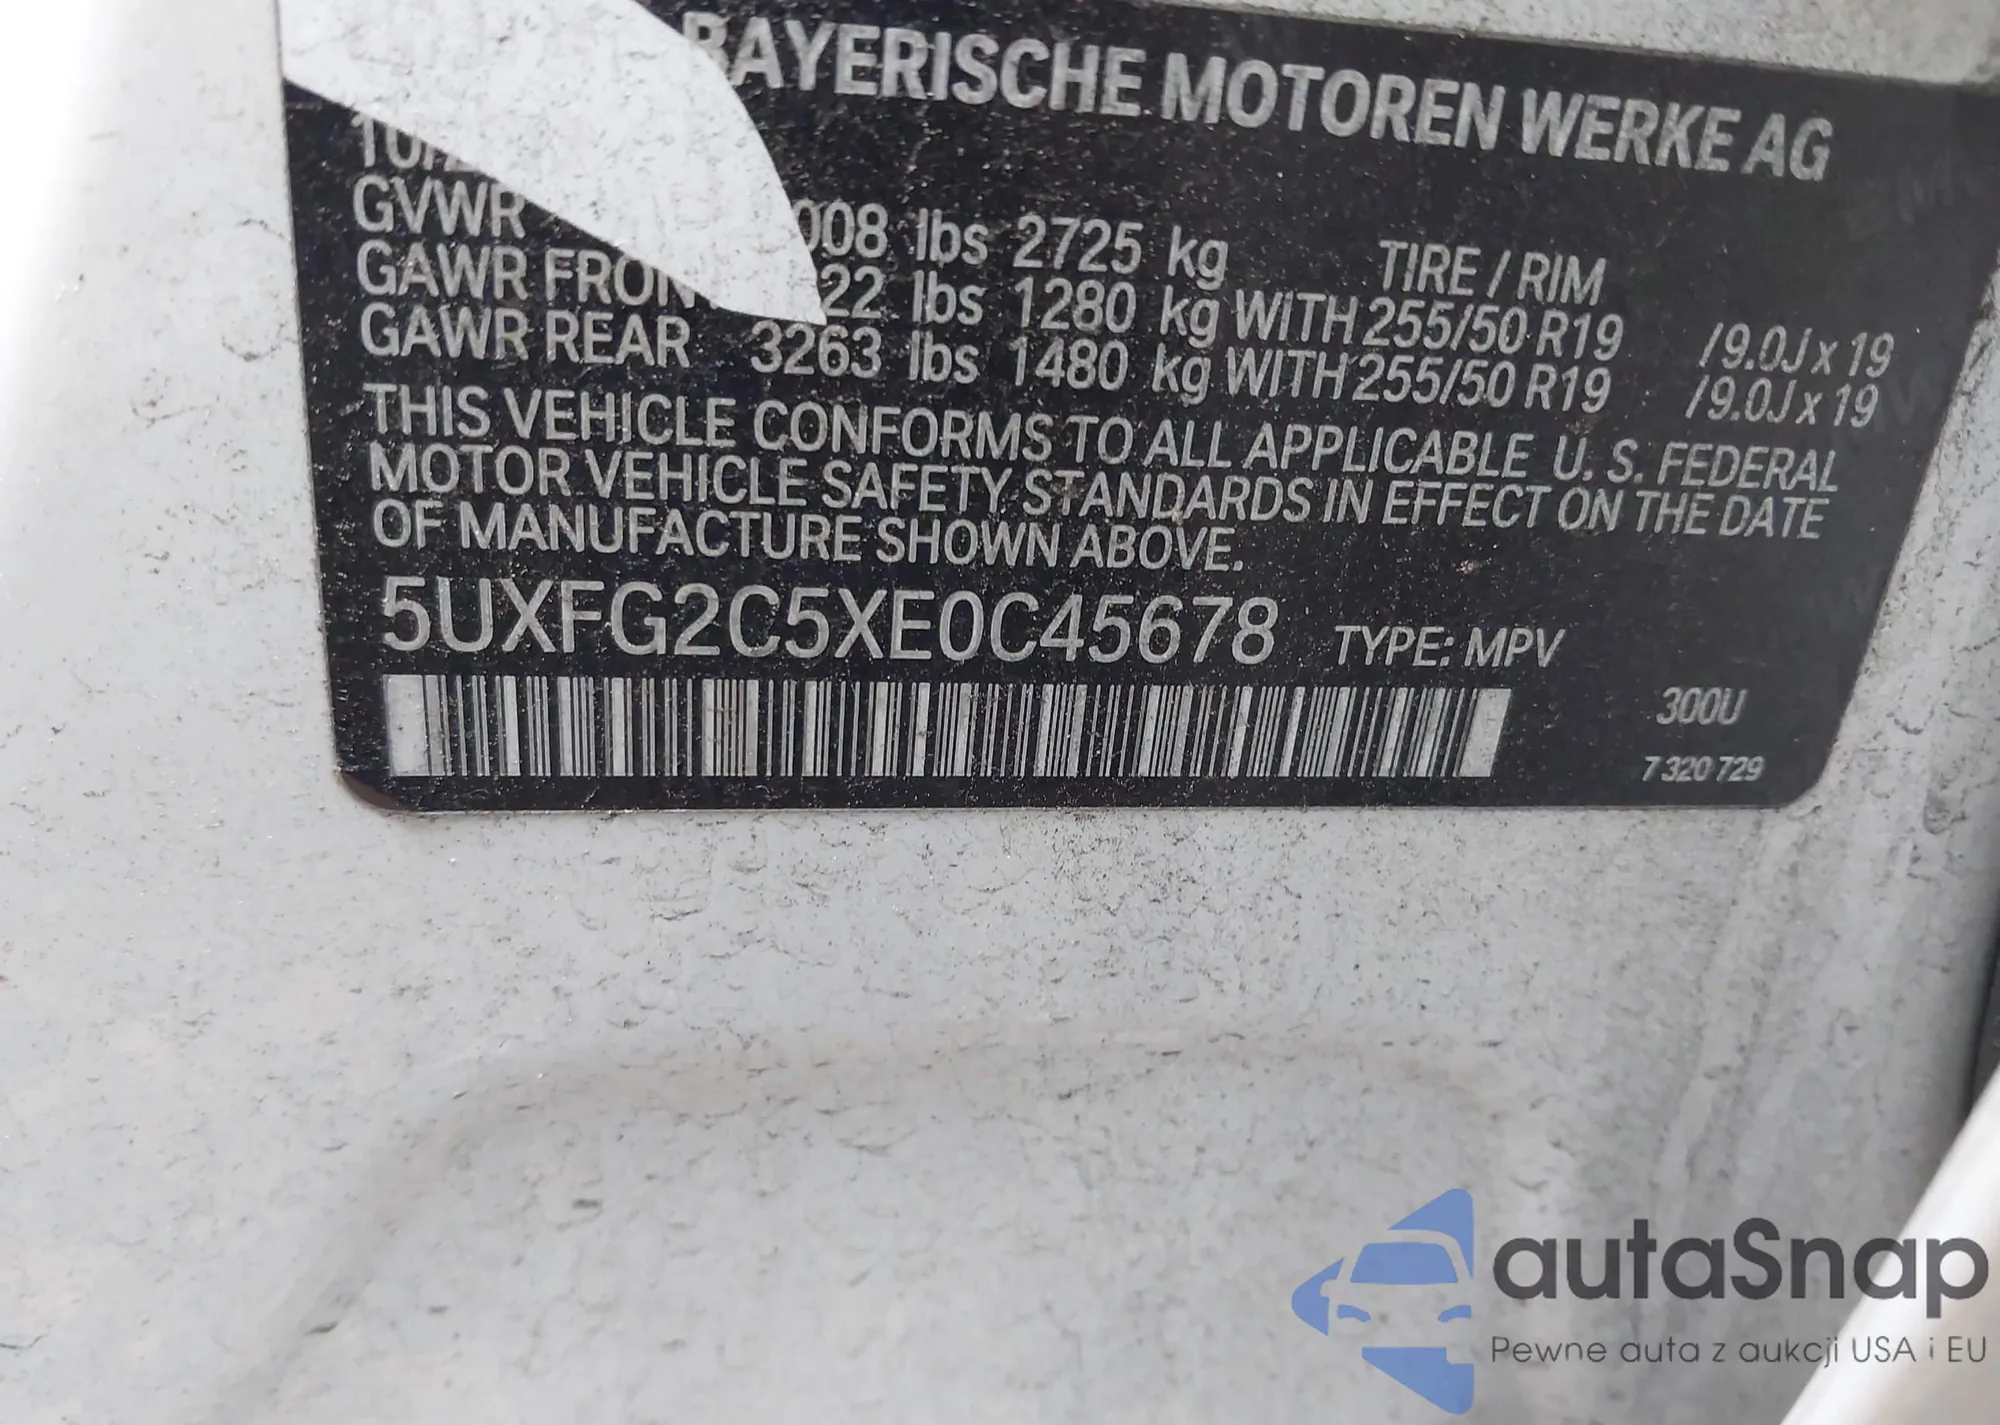 BAYERISCHE MOTOREN WERKE AG
GVWR 008 lbs 2725 kg TIRE / RIM
GAWR FRON 22 lbs 1280 kg WITH 255/50 R19 /9.0J x 19
GAWR REAR 3263 lbs 1480 kg WITH 255/50 R19 /9.0J x 19
THIS VEHICLE CONFORMS TO ALL APPLICABLE U. S. FEDERAL
MOTOR VEHICLE SAFETY STANDARDS IN EFFECT ON THE DATE
OF MANUFACTURE SHOWN ABOVE.
5UXFG2C5XE0C45678 TYPE: MPV
300U
7 320 729
autaSnap
Pewne auta z aukcji USA i EU